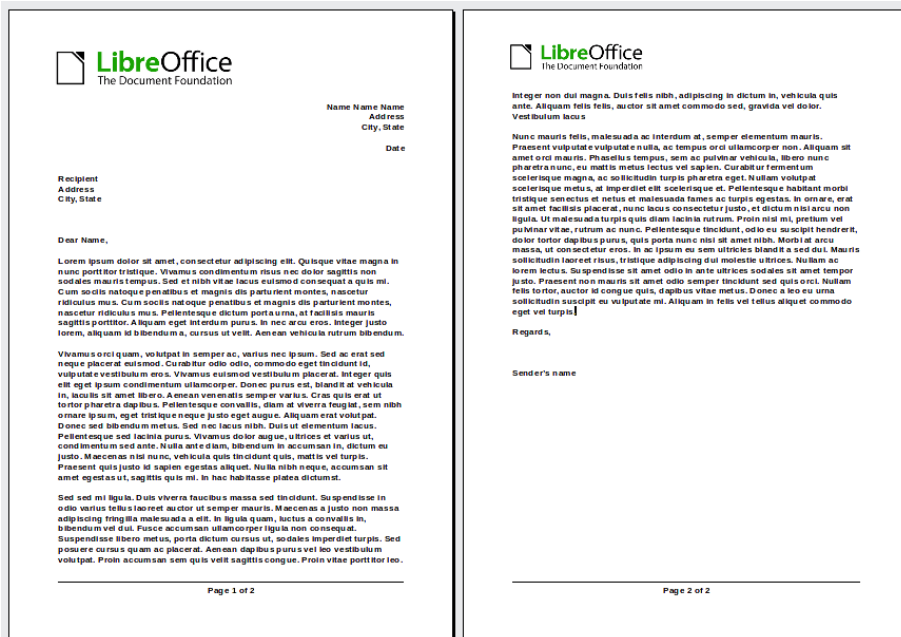 LibreOffice
The Document Foundation
Name Name Name
Address
City, State
Date
Recipient
Address
City, State
Dear Name,
Lorem ipsum dolor sit amet, consectetur adipiscing elit. Quisque vitae magna in
nunc porttitor tristique. Vivamus condimentum risus nec dolor sagittis non
sodales mauris tempus. Sed et nibh vitae lacus euismod consequat a quis mi.
Cum sociis natoque penatibus et magnis dis parturient montes, nascetur
ridiculus mus. Cum sociis natoque penatibus et magnis dis parturient montes,
nascetur ridiculus mus. Pellentesque dictum porta urna, at facilisis mauris
sagittis porttitor. Aliquam eget interdum purus. In nec arcu eros. Integer justo
lorem, aliquam id bibendum a, cursus ut velit. Aenean vehicula rutrum bibendum.
Vivamus orci quam, volutpat in semper ac, varius nec ipsum. Sed ac erat sed
neque placerat euismod. Curabitur odio odio, commodo eget tincidunt id,
vulputate vestibulum eros. Vivamus euismod vestibulum placerat. Integer quis
elit eget ipsum condimentum ullamcorper. Donec purus est, blandit at vehicula
in, iaculis sit amet libero. Aenean venenatis semper varius. Cras quis erat ut
tortor pharetra dapibus. Pellentesque convallis, diam at viverra feugiat, sem nibh
ornare ipsum, eget tristique neque justo eget augue. Aliquam erat volutpat.
Donec sed bibendum metus. Sed nec lacus nibh. Duis ut elementum lacus.
Pellentesque sed lacinia purus. Vivamus dolor augue, ultrices et varius ut,
condimentum sed ante. Nulla ante diam, bibendum in accumsan in, dictum eu
justo. Maecenas nisi nunc, vehicula quis tincidunt quis, mattis vel turpis.
Praesent quis justo id sapien egestas aliquet. Nulla nibh neque, accumsan sit
amet egestas ut, sagittis quis mi. In hac habitasse platea dictumst.
Sed sed mi ligula. Duis viverra faucibus massa sed tincidunt. Suspendisse in
odio varius tellus laoreet auctor ut semper mauris. Maecenas a justo non massa
adipiscing fringilla malesuada a elit. In ligula quam, luctus a convallis in,
bibendum vel dui. Fusce accumsan ullamcorper ligula non consequat.
Suspendisse libero metus, porta dictum cursus ut, sodales imperdiet turpis. Sed
posuere cursus quam ac placerat. Aenean dapibus purus vel leo vestibulum
volutpat. Proin accumsan sem quis velit sagittis congue. Proin vitae porttitor leo.
Page 1 of 2
LibreOffice
The Document Foundation
Integer non dui magna. Duis felis nibh, adipiscing in dictum in, vehicula quis
ante. Aliquam felis felis, auctor sit amet commodo sed, gravida vel dolor.
Vestibulum lacus
Nunc mauris felis, malesuada ac interdum at, semper elementum mauris.
Praesent vulputate vulputate nulla, ac tempus orci ullamcorper non. Aliquam sit
amet orci mauris. Phasellus tempus, sem ac pulvinar vehicula, libero nunc
pharetra nunc, eu mattis metus lectus vel sapien. Curabitur fermentum
scelerisque magna, ac sollicitudin turpis pharetra eget. Nullam volutpat
scelerisque metus, at imperdiet elit scelerisque et. Pellentesque habitant morbi
tristique senectus et netus et malesuada fames ac turpis egestas. In ornare, erat
sit amet facilisis placerat, nunc lacus consectetur justo, et dictum nisi arcu non
ligula. Ut malesuada turpis quis diam lacinia rutrum. Proin nisl mi, pretium vel
pulvinar vitae, rutrum ac nunc. Pellentesque tincidunt, odio eu suscipit hendrerit,
dolor tortor dapibus purus, quis porta nunc nisi sit amet nibh. Morbi at arcu
massa, ut consectetur eros. In ac ipsum eu sem ultricies blandit a sed dui. Mauris
sollicitudin laoreet risus, tristique adipiscing dui molestie ultrices. Nullam ac
lorem lectus. Suspendisse sit amet odio in ante ultrices sodales sit amet tempor
justo. Praesent non mauris sit amet odio semper tincidunt sed quis orci. Nullam
felis tortor, auctor id congue quis, dapibus vitae metus. Donec a leo eu urna
sollicitudin suscipit eu vulputate mi. Aliquam in felis vel tellus aliquet commodo
eget vel turpis
Regards,
Sender's name
Page 2 of 2